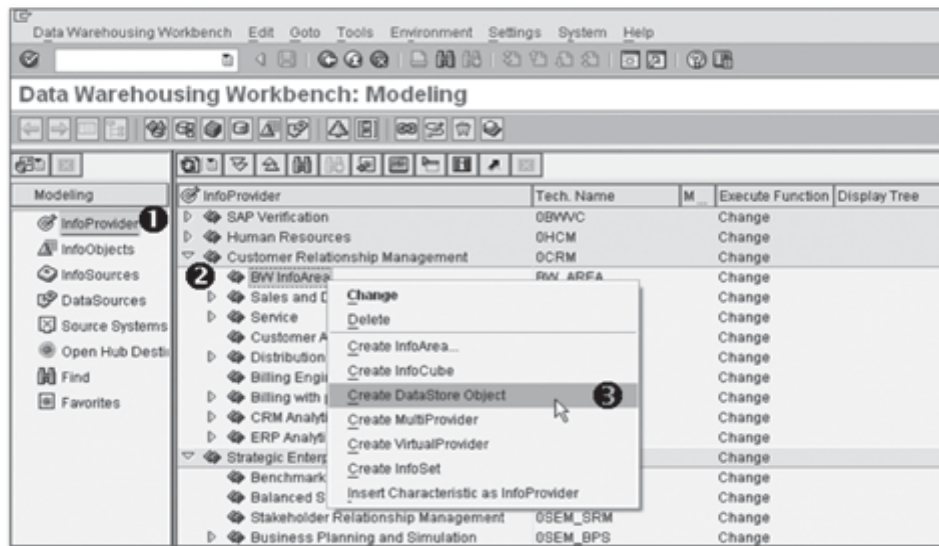 Data Warehousing Workbench Edit Goto Tools Environment Settings System Help
Data Warehousing Workbench: Modeling
Modeling
InfoProvider 1
InfoObjects
InfoSources
DataSources
Source Systems
Open Hub Desti
Find
Favorites
InfoProvider Tech. Name M Execute Function Display Tree
SAP Verification 0BWVC Change
Human Resources 0HCM Change
Customer Relationship Management 0CRM Change
2 BW InfoArea BW_AREA Change
Sales and D Change
Service Change
Customer A Change
Distribution Change
Billing Engi Change
Billing with Change
CRM Analyti Change
ERP Analyti Change
Strategic Enterp Change
Benchmark Change
Balanced S Change
Stakeholder Relationship Management 0SEM_SRM Change
Business Planning and Simulation 0SEM_BPS Change
Change
Delete
Create InfoArea...
Create InfoCube
Create DataStore Object 3
Create MultiProvider
Create VirtualProvider
Create InfoSet
Insert Characteristic as InfoProvider